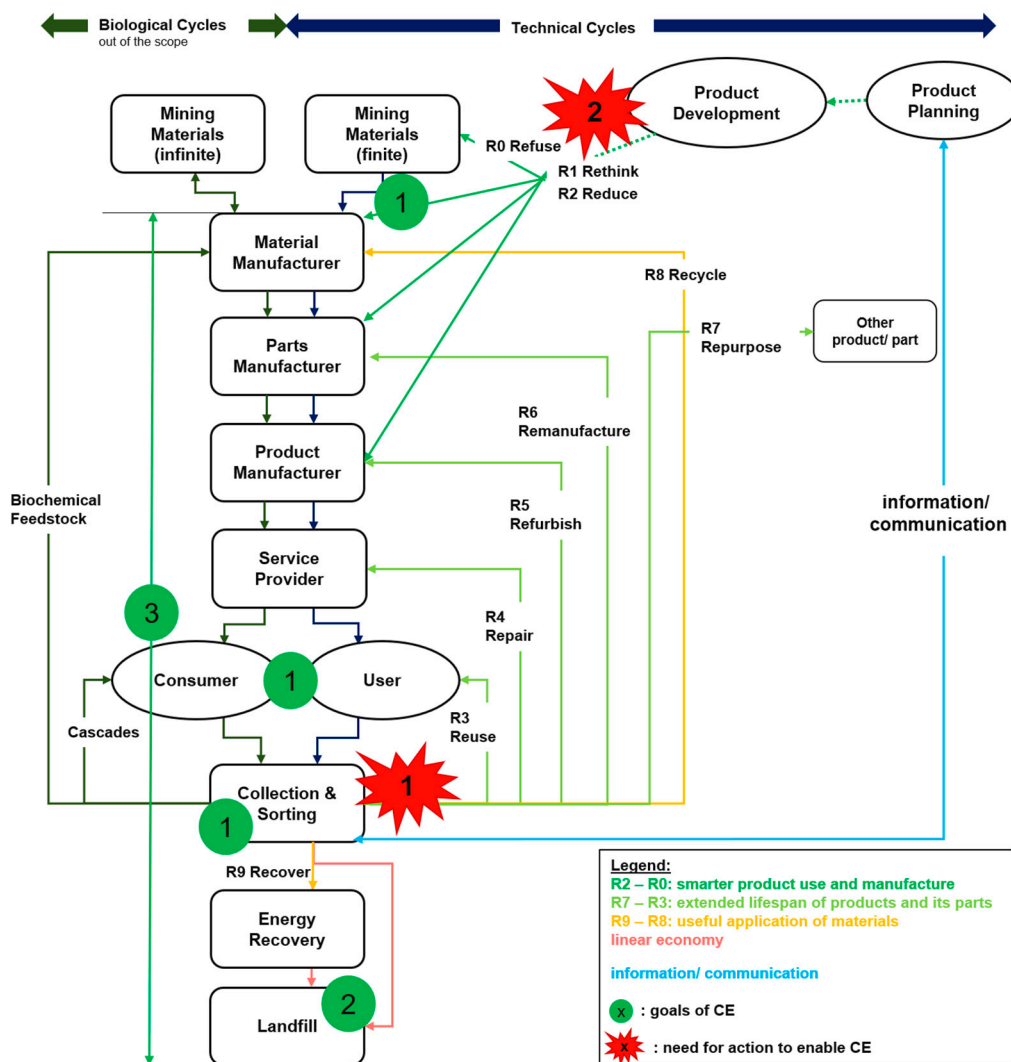 Biological Cycles
out of the scope
Technical Cycles
Mining
Materials
(infinite)
Mining
Materials
(finite)
2
Product
Development
Product
Planning
R0 Refuse
R1 Rethink
R2 Reduce
1
Material
Manufacturer
R8 Recycle
Parts
Manufacturer
R7
Repurpose
Other
product/ part
R6
Remanufacture
Product
Manufacturer
Biochemical
Feedstock
R5
Refurbish
information/
communication
Service
Provider
3
R4
Repair
Consumer
1
User
Cascades
R3
Reuse
Collection &
Sorting
1
1
R9 Recover
Energy
Recovery
2
Landfill
Legend:
R2 – R0: smarter product use and manufacture
R7 – R3: extended lifespan of products and its parts
R9 – R8: useful application of materials
linear economy
information/ communication
x : goals of CE
x : need for action to enable CE